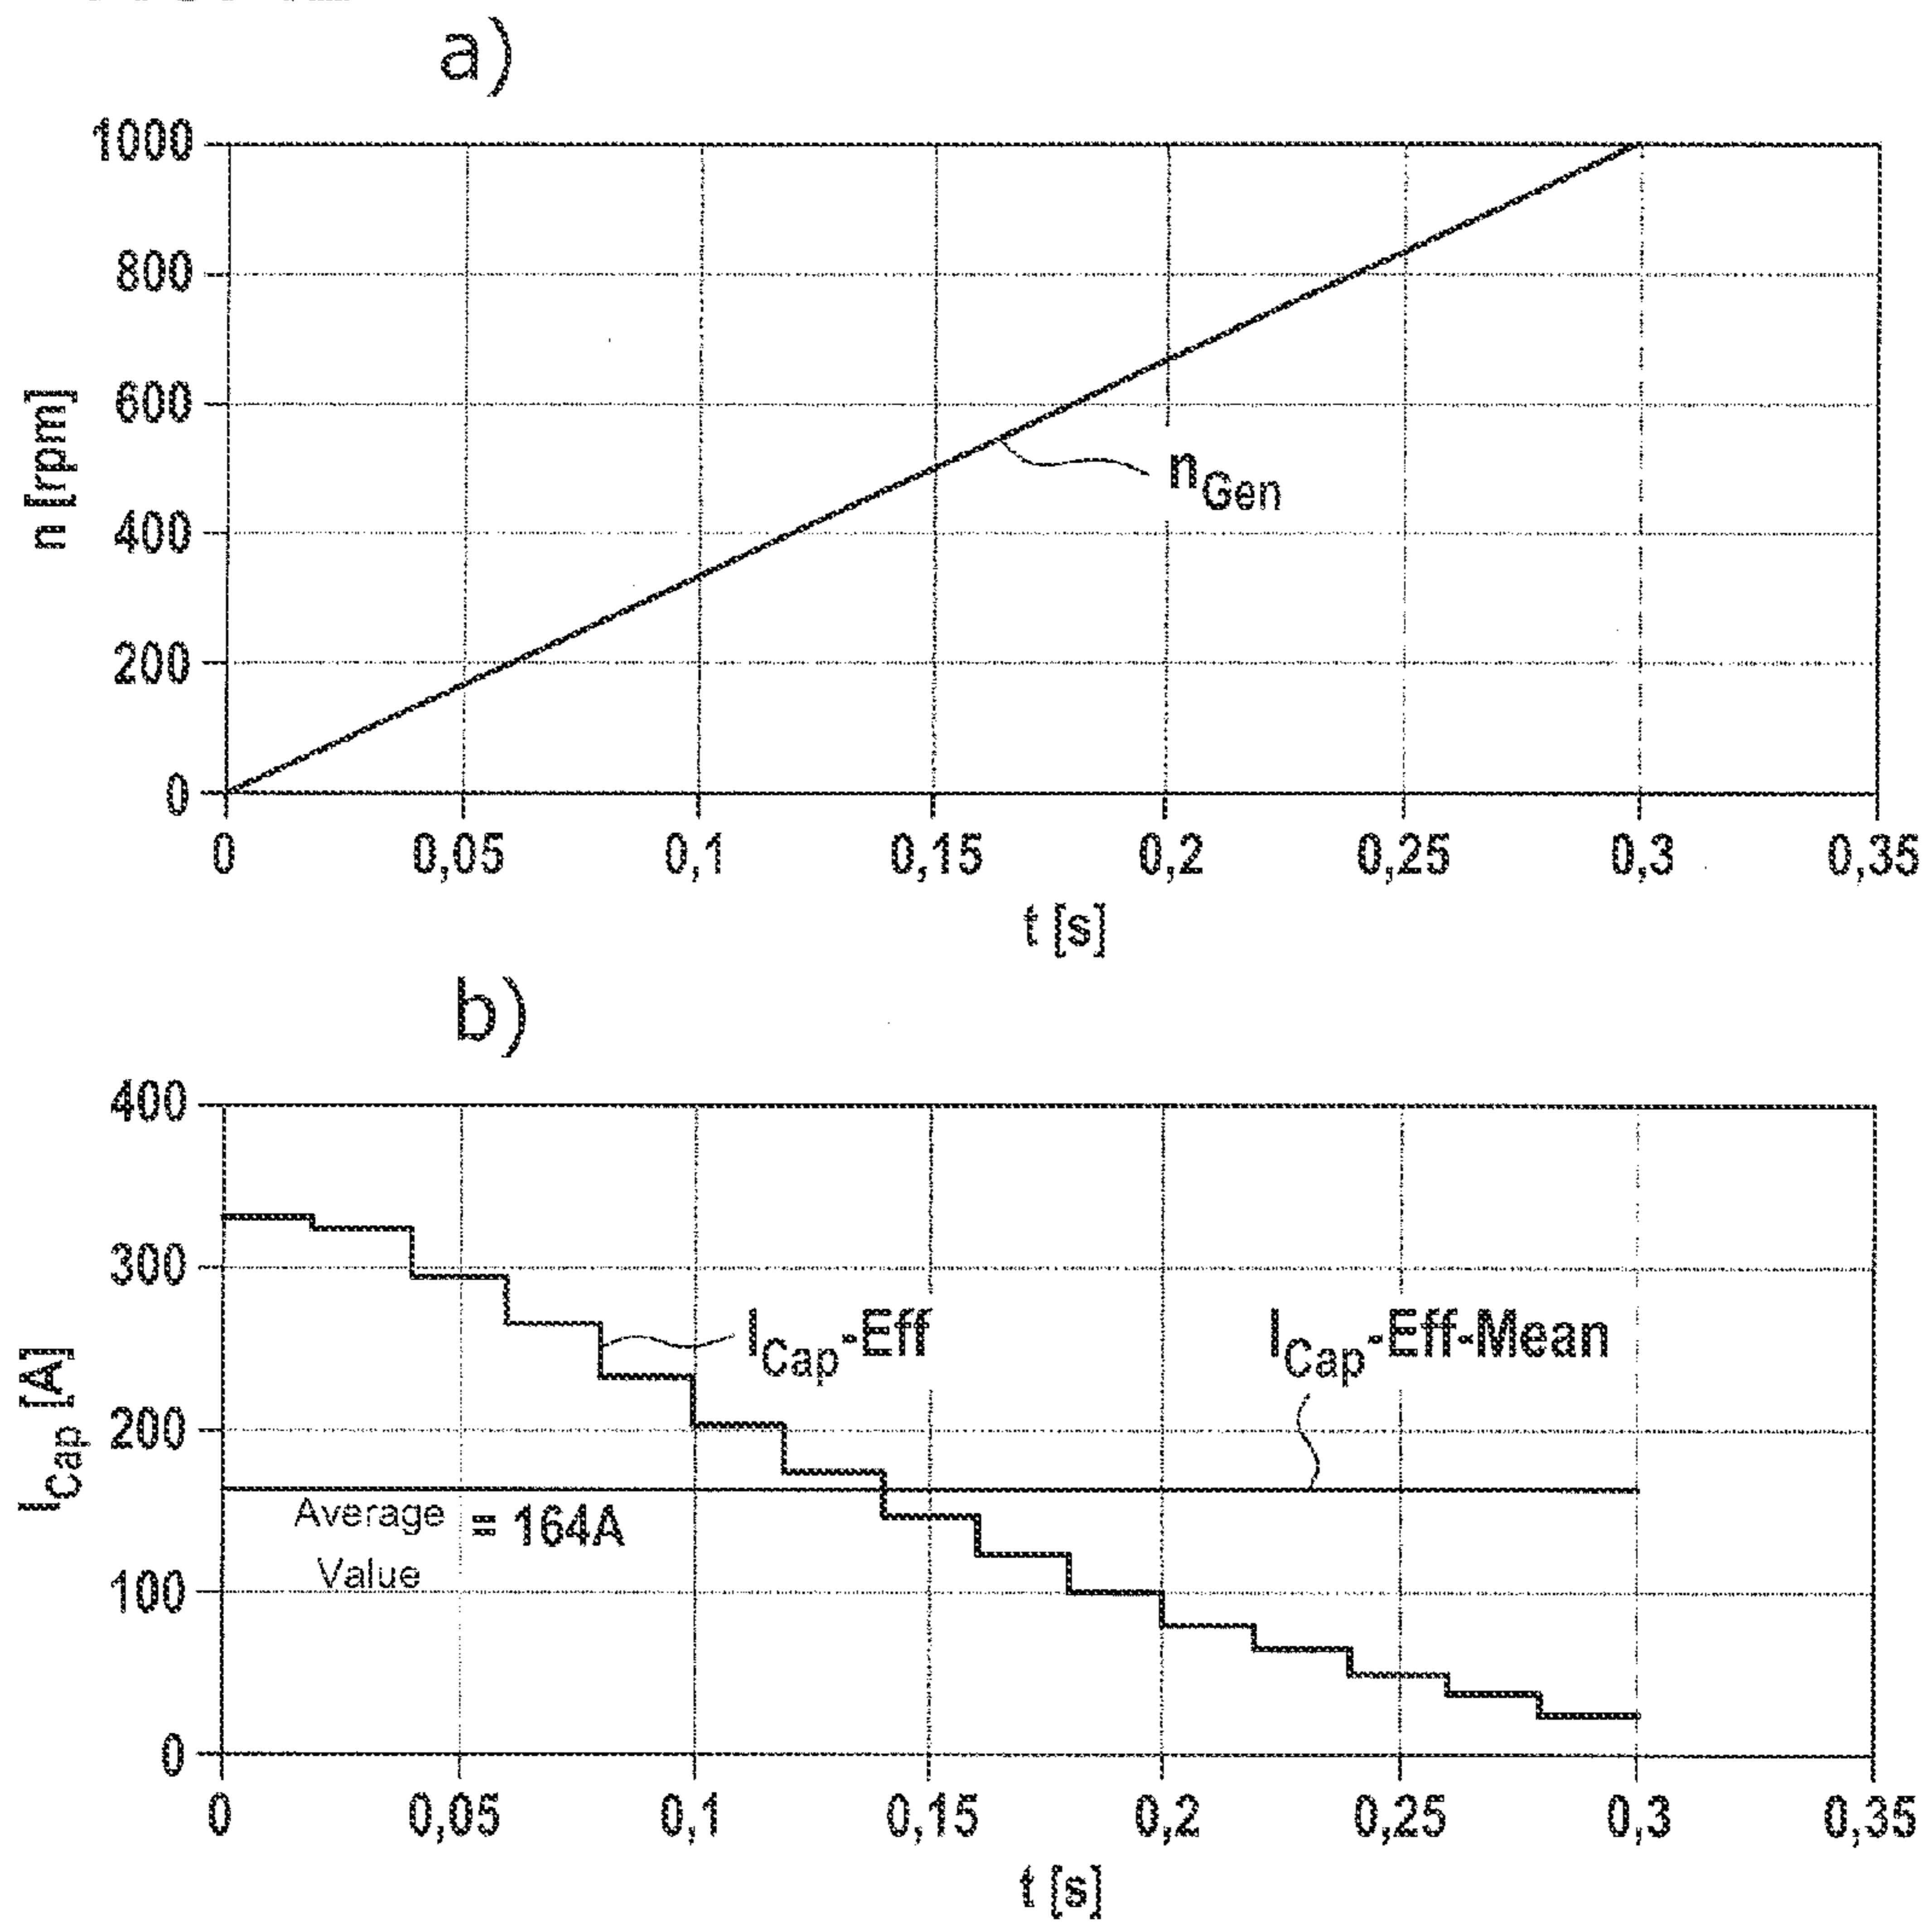 a)
1000
800
600
400
200
0
n [rpm]
nGen
0 0,05 0,1 0,15 0,2 0,25 0,3 0,35
t [s]
b)
400
300
200
100
0
ICap [A]
ICap-Eff
ICap-Eff-Mean
Average = 164A
Value
0 0,05 0,1 0,15 0,2 0,25 0,3 0,35
t [s]